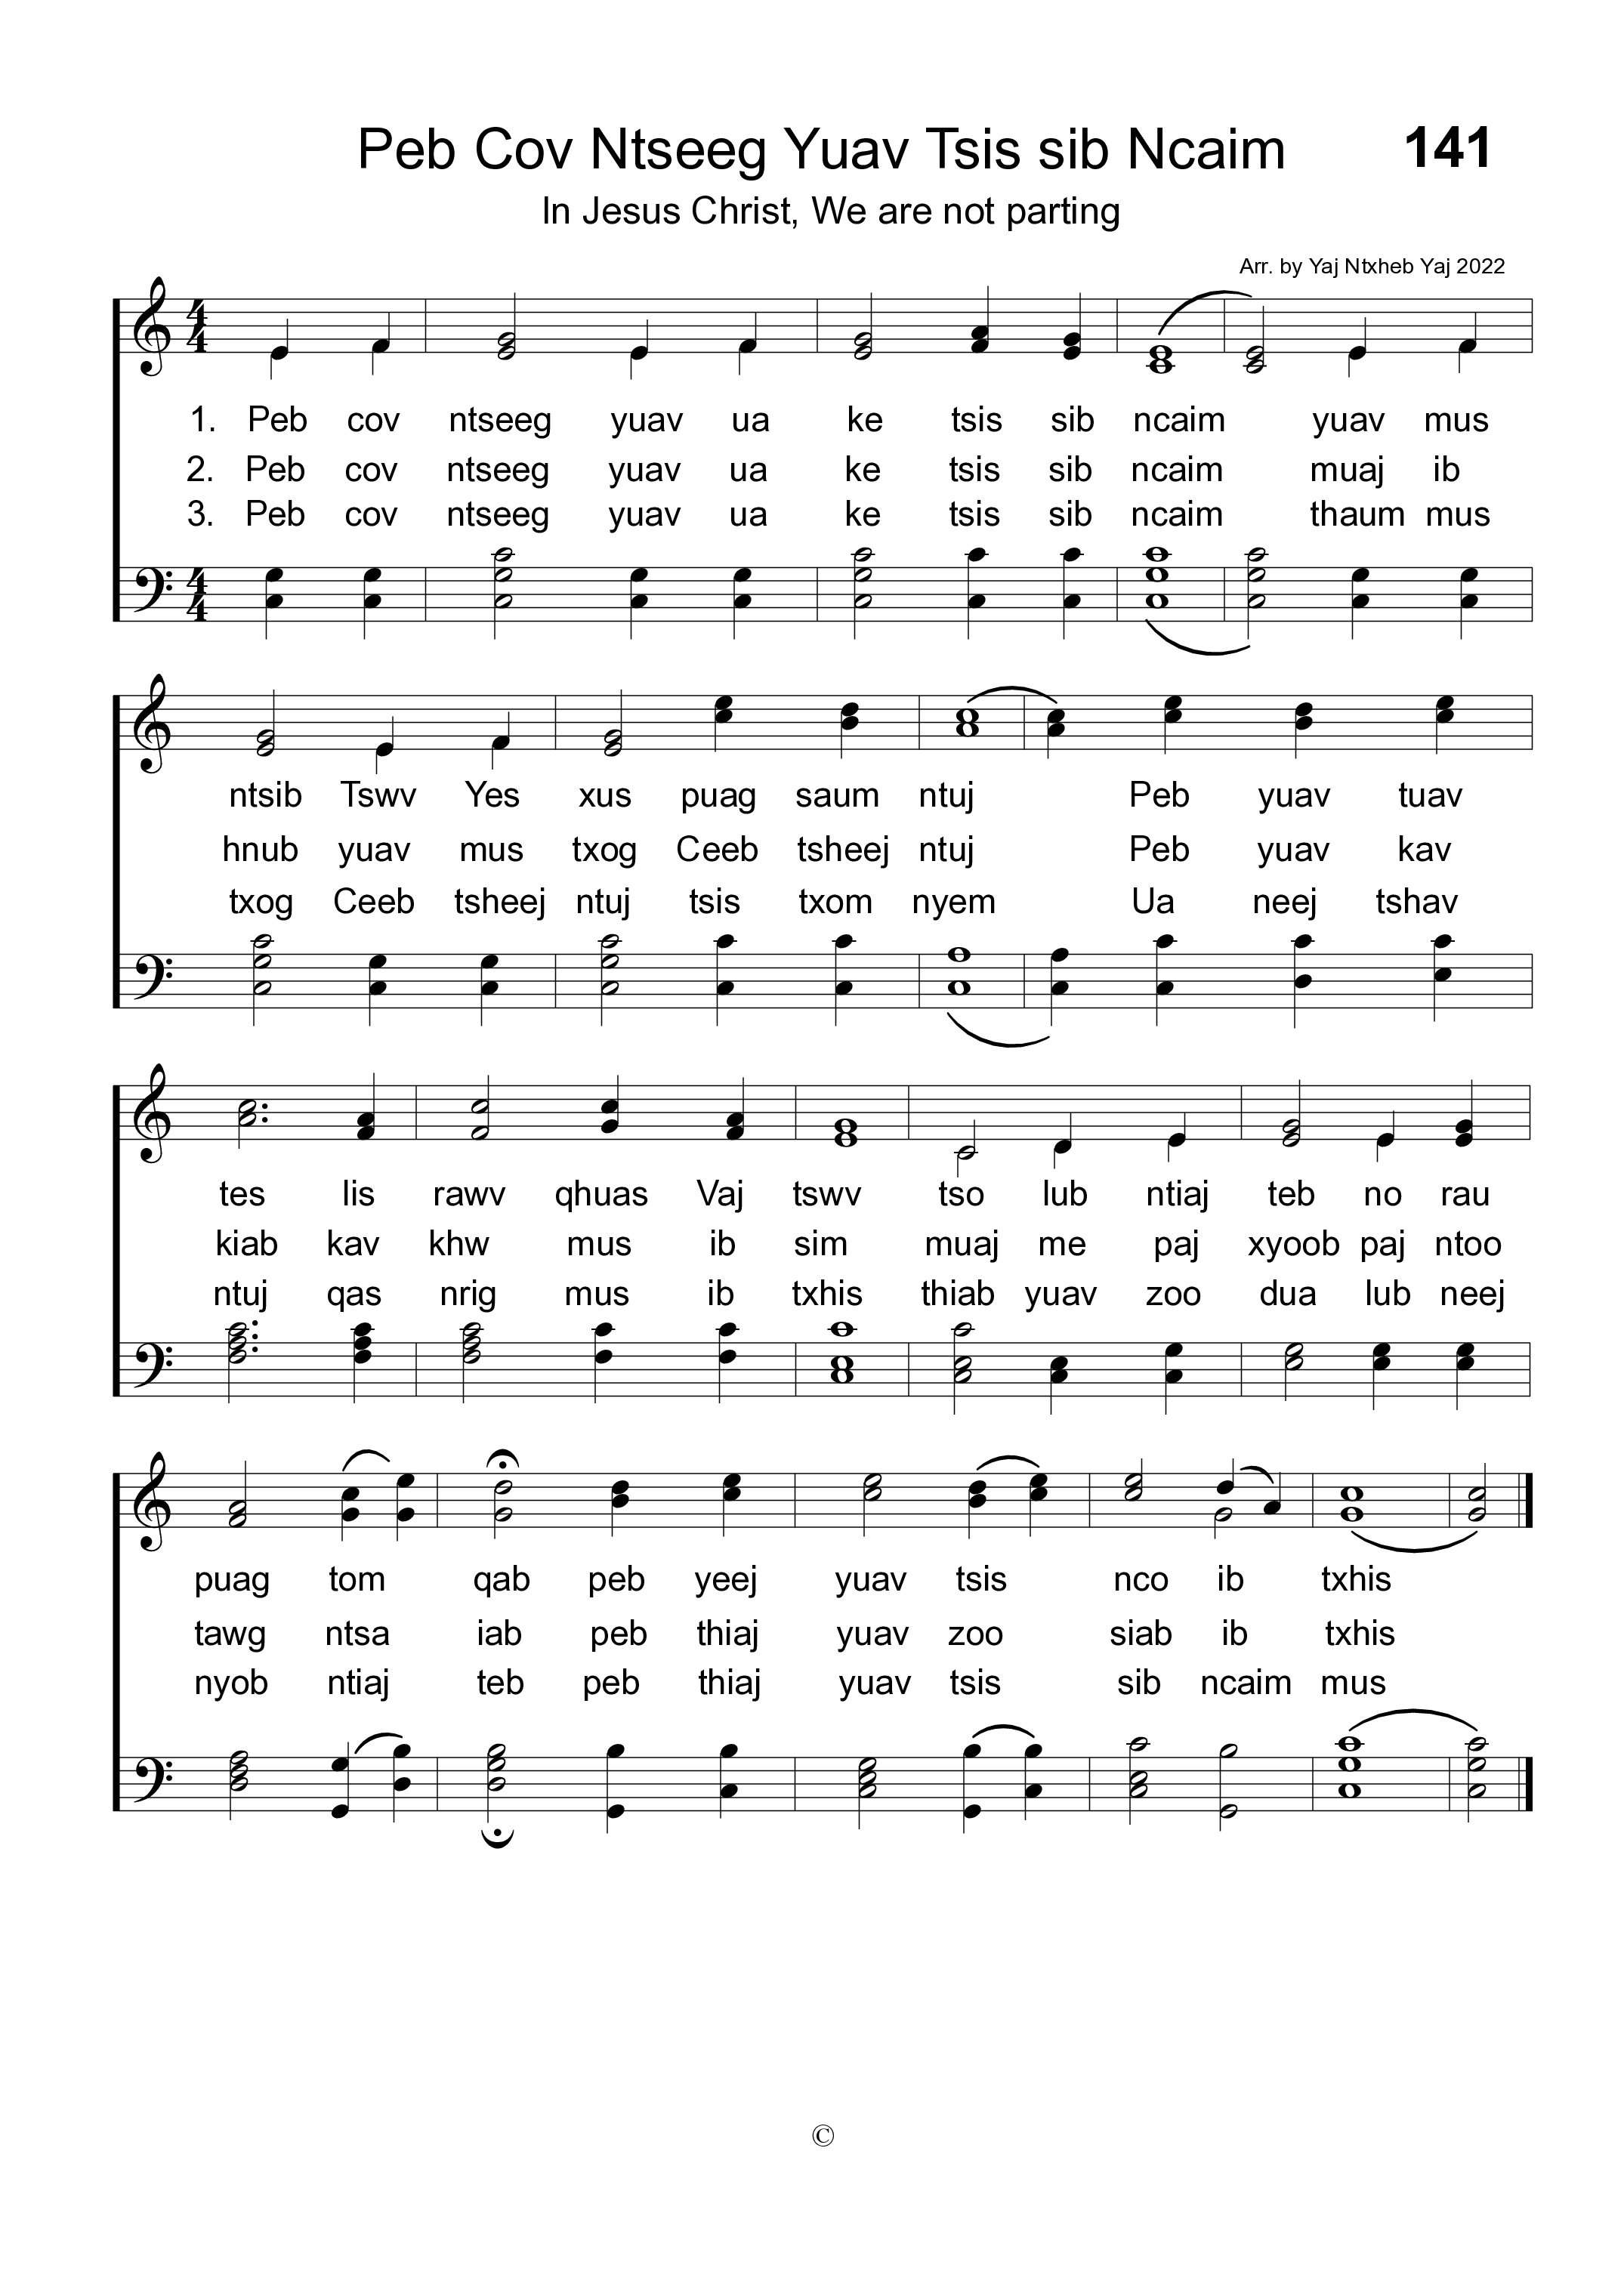 Peb Cov Ntseeg Yuav Tsis sib Ncaim 141
In Jesus Christ, We are not parting
Arr. by Yaj Ntxheb Yaj 2022
1. Peb cov ntseeg yuav ua ke tsis sib ncaim yuav mus
2. Peb cov ntseeg yuav ua ke tsis sib ncaim muaj ib
3. Peb cov ntseeg yuav ua ke tsis sib ncaim thaum mus
ntsib Tswv Yes xus puag saum ntuj Peb yuav tuav
hnub yuav mus txog Ceeb tsheej ntuj Peb yuav kav
txog Ceeb tsheej ntuj tsis txom nyem Ua neej tshav
tes lis rawv qhuas Vaj tswv tso lub ntiaj teb no rau
kiab kav khw mus ib sim muaj me paj xyoob paj ntoo
ntuj qas nrig mus ib txhis thiab yuav zoo dua lub neej
puag tom qab peb yeej yuav tsis nco ib txhis
tawg ntsa iab peb thiaj yuav zoo siab ib txhis
nyob ntiaj teb peb thiaj yuav tsis sib ncaim mus
©